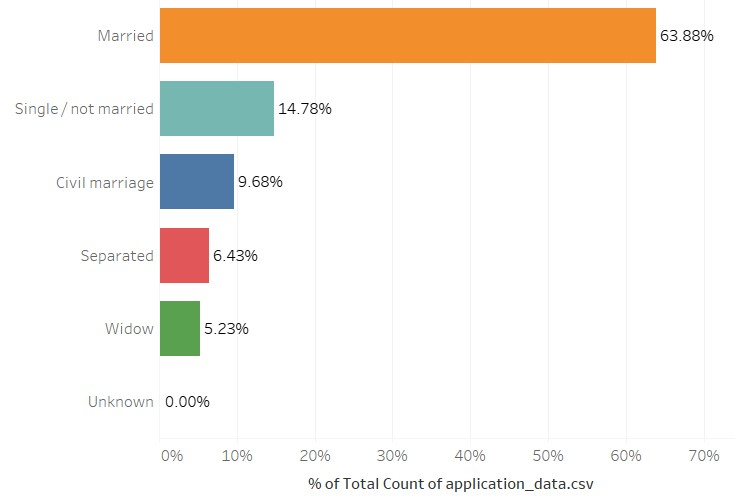 Married 63.88%
Single / not married 14.78%
Civil marriage 9.68%
Separated 6.43%
Widow 5.23%
Unknown 0.00%
0% 10% 20% 30% 40% 50% 60% 70%
% of Total Count of application_data.csv